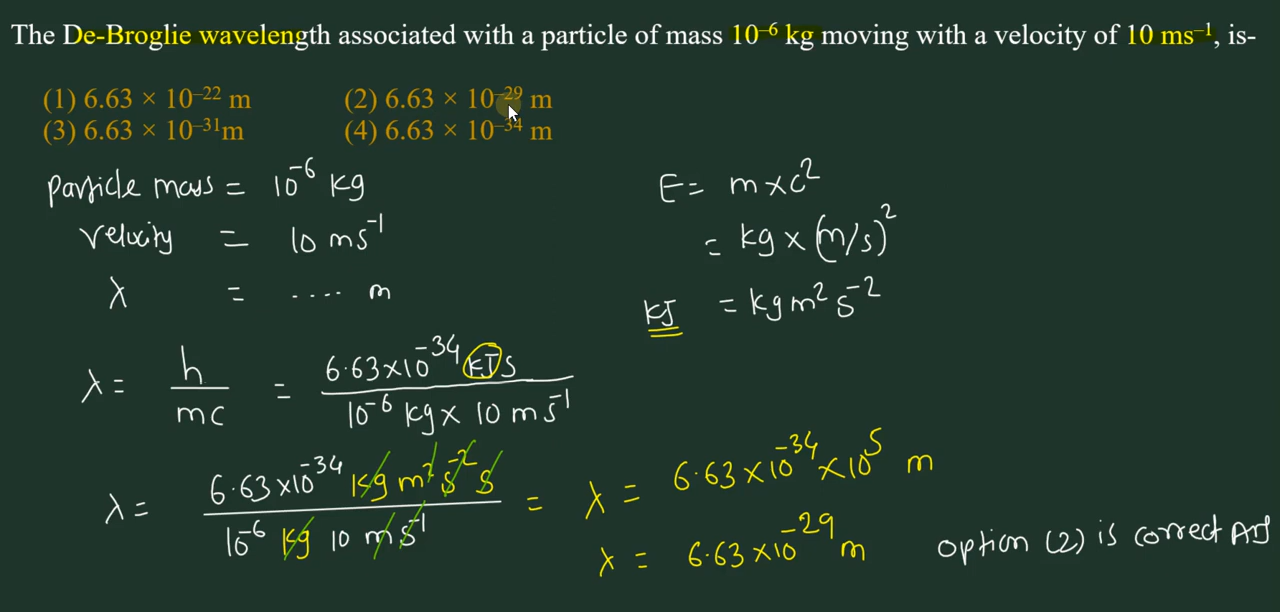 The De-Broglie wavelength associated with a particle of mass 10⁻⁶ kg moving with a velocity of 10 ms⁻¹, is-
(1) 6.63 × 10⁻²² m (2) 6.63 × 10⁻²⁹ m
(3) 6.63 × 10⁻³¹m (4) 6.63 × 10⁻³⁴ m
particle mass = 10⁻⁶ kg
velocity = 10 ms⁻¹
λ = .... m
E = m×c²
= kg × (m/s)²
KJ = kgm² s⁻²
λ = h/mc = 6.63×10⁻³⁴ KJ s / 10⁻⁶ kg × 10 m s⁻¹
λ = 6.63×10⁻³⁴ kg m² s⁻² s / 10⁻⁶ kg 10 m s⁻¹ = λ = 6.63×10⁻³⁴ × 10⁵ m
λ = 6.63×10⁻²⁹ m
option (2) is correct